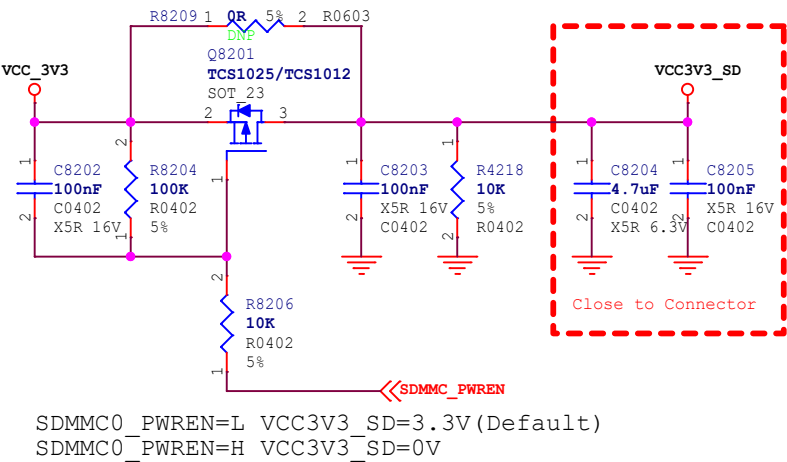 R8209 1 0R 5% 2 R0603
DNP
Q8201
TCS1025/TCS1012
SOT_23
VCC_3V3
VCC3V3_SD
2 3
1
1
C8202
100nF
C0402
X5R 16V
2
2
R8204
100K
R0402
5%
1
1
C8203
100nF
X5R 16V
C0402
2
1
R4218
10K
5%
R0402
2
1
C8204
4.7uF
C0402
X5R 6.3V
2
1
C8205
100nF
X5R 16V
C0402
2
Close to Connector
2
R8206
10K
R0402
5%
1
SDMMC_PWREN
SDMMC0_PWREN=L VCC3V3_SD=3.3V(Default)
SDMMC0_PWREN=H VCC3V3_SD=0V